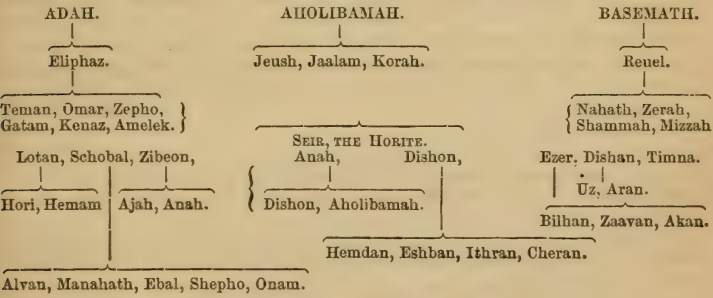 ADAH. AHOLIBAMAH. BASEMATH.
Eliphaz. Jeush, Jaalam, Korah. Reuel.
Teman, Omar, Zepho, Nahath, Zerah,
Gatam, Kenaz, Amelek. Shammah, Mizzah
SEIR, THE HORITE.
Lotan, Schobal, Zibeon, Anah, Dishon, Ezer, Dishan, Timna.
Uz, Aran.
Hori, Hemam Ajah, Anah. Dishon, Aholibamah.
Bilhan, Zaavan, Akan.
Hemdan, Eshban, Ithran, Cheran.
Alvan, Manahath, Ebal, Shepho, Onam.